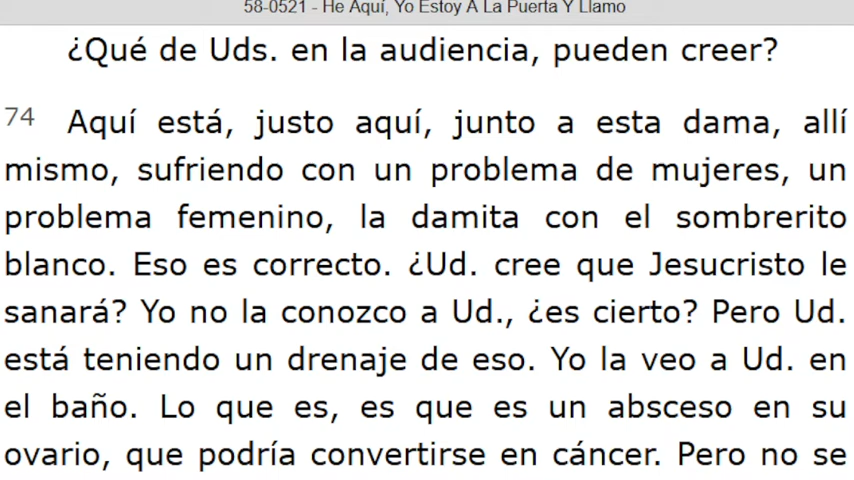 58-0521 - He Aquí, Yo Estoy A La Puerta Y Llamo
¿Qué de Uds. en la audiencia, pueden creer?
74 Aquí está, justo aquí, junto a esta dama, allí
mismo, sufriendo con un problema de mujeres, un
problema femenino, la damita con el sombrerito
blanco. Eso es correcto. ¿Ud. cree que Jesucristo le
sanará? Yo no la conozco a Ud., ¿es cierto? Pero Ud.
está teniendo un drenaje de eso. Yo la veo a Ud. en
el baño. Lo que es, es que es un absceso en su
ovario, que podría convertirse en cáncer. Pero no se